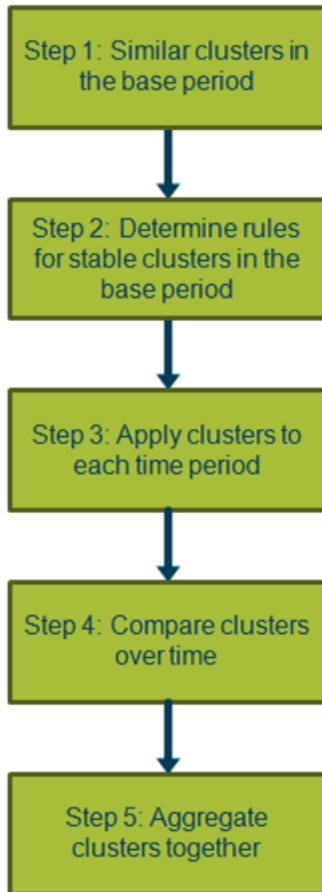 Step 1: Similar clusters in
the base period
Step 2: Determine rules
for stable clusters in the
base period
Step 3: Apply clusters to
each time period
Step 4: Compare clusters
over time
Step 5: Aggregate
clusters together